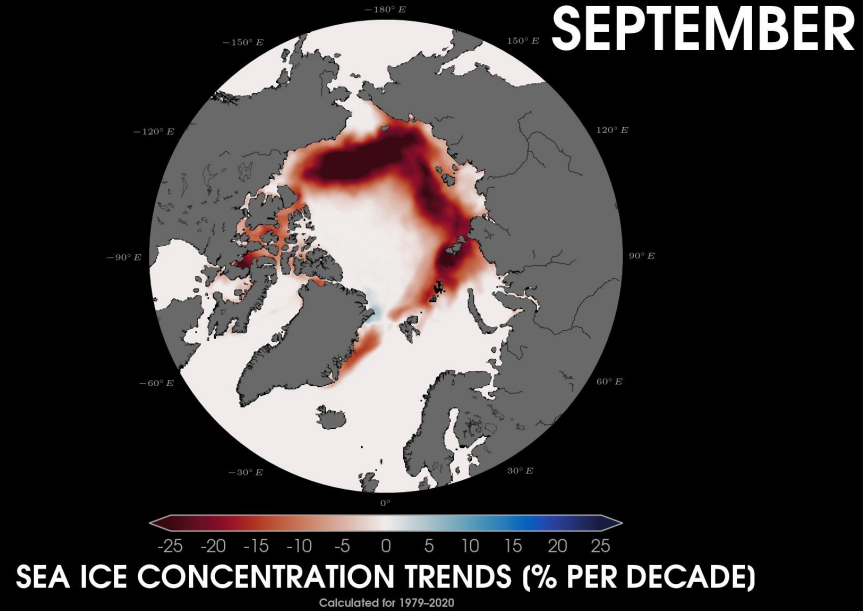 SEPTEMBER
−180° E
−150° E
150° E
−120° E
120° E
−90° E
90° E
−60° E
60° E
−30° E
30° E
0°
-25 -20 -15 -10 -5 0 5 10 15 20 25
SEA ICE CONCENTRATION TRENDS (% PER DECADE)
Calculated for 1979–2020